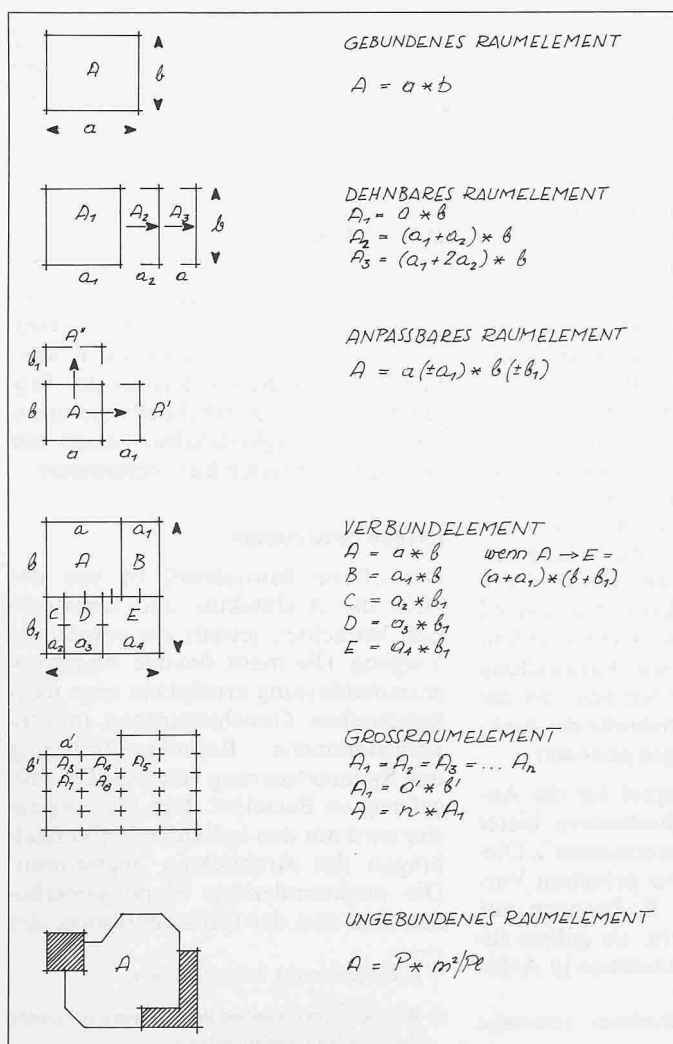 A
b
a
GEBUNDENES RAUMELEMENT
A = a * b
A1 A2 A3
b
a1 a2 a
DEHNBARES RAUMELEMENT
A1 = a * b
A2 = (a1+a2) * b
A3 = (a1+2a2) * b
A"
b1
b A A'
a a1
ANPASSBARES RAUMELEMENT
A = a(±a1) * b(±b1)
a a1
b A B
C D E
b1
a2 a3 a4
VERBUNDELEMENT
A = a * b wenn A → E =
B = a1 * b (a+a1)*(b+b1)
C = a2 * b1
D = a3 * b1
E = a4 * b1
a'
b' A3 A4 A5
A7 A8
GROSSRAUMELEMENT
A1 = A2 = A3 = ... An
A1 = a' * b'
A = n * A1
A
UNGEBUNDENES RAUMELEMENT
A = P * m²/Pl